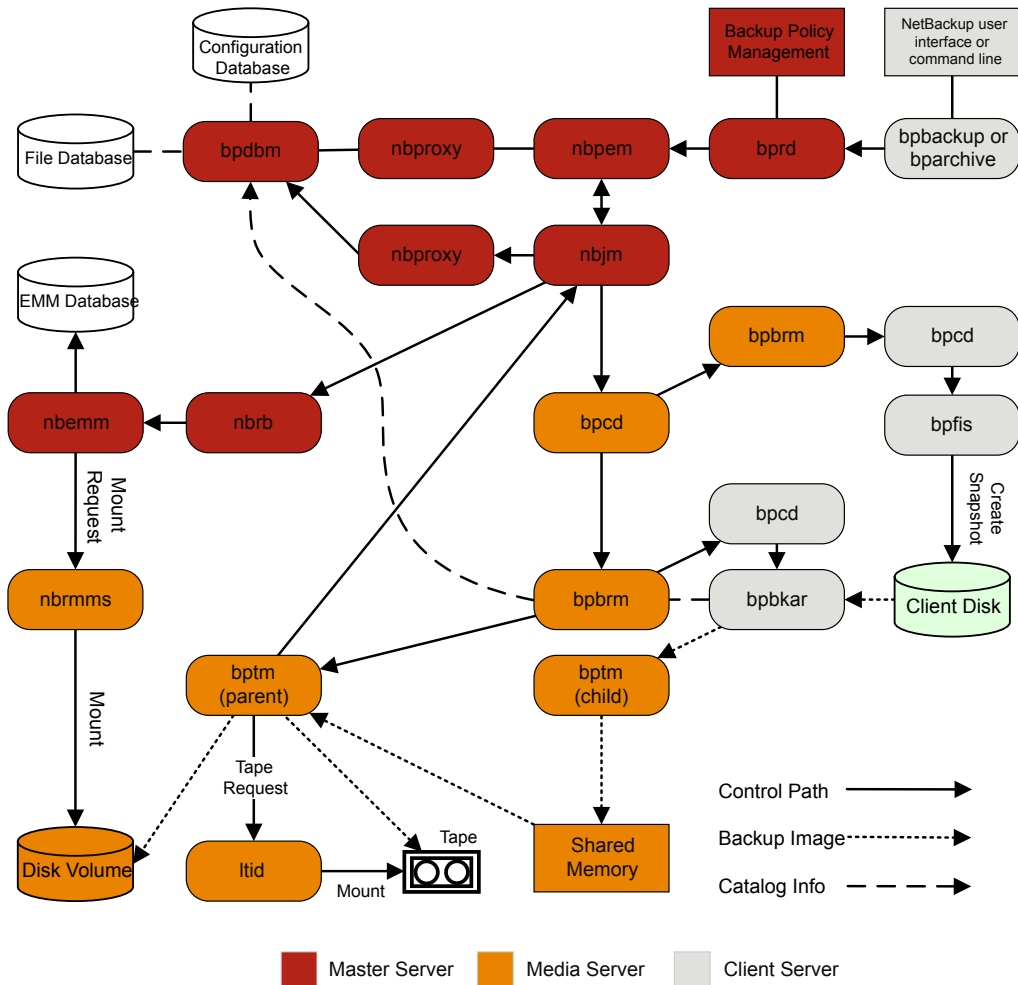 Configuration
Database
Backup Policy
Management
NetBackup user
interface or
command line
File Database
bpdbm
nbproxy
nbpem
bprd
bpbackup or
bparchive
nbproxy
nbjm
EMM Database
bpbrm
bpcd
nbemm
nbrb
bpcd
bpfis
Mount
Request
Create
Snapshot
bpcd
nbrmms
bpbrm
bpbkar
Client Disk
bptm
(parent)
bptm
(child)
Mount
Tape
Request
Control Path
Disk Volume
ltid
Mount
Tape
Shared
Memory
Backup Image
Catalog Info
Master Server
Media Server
Client Server